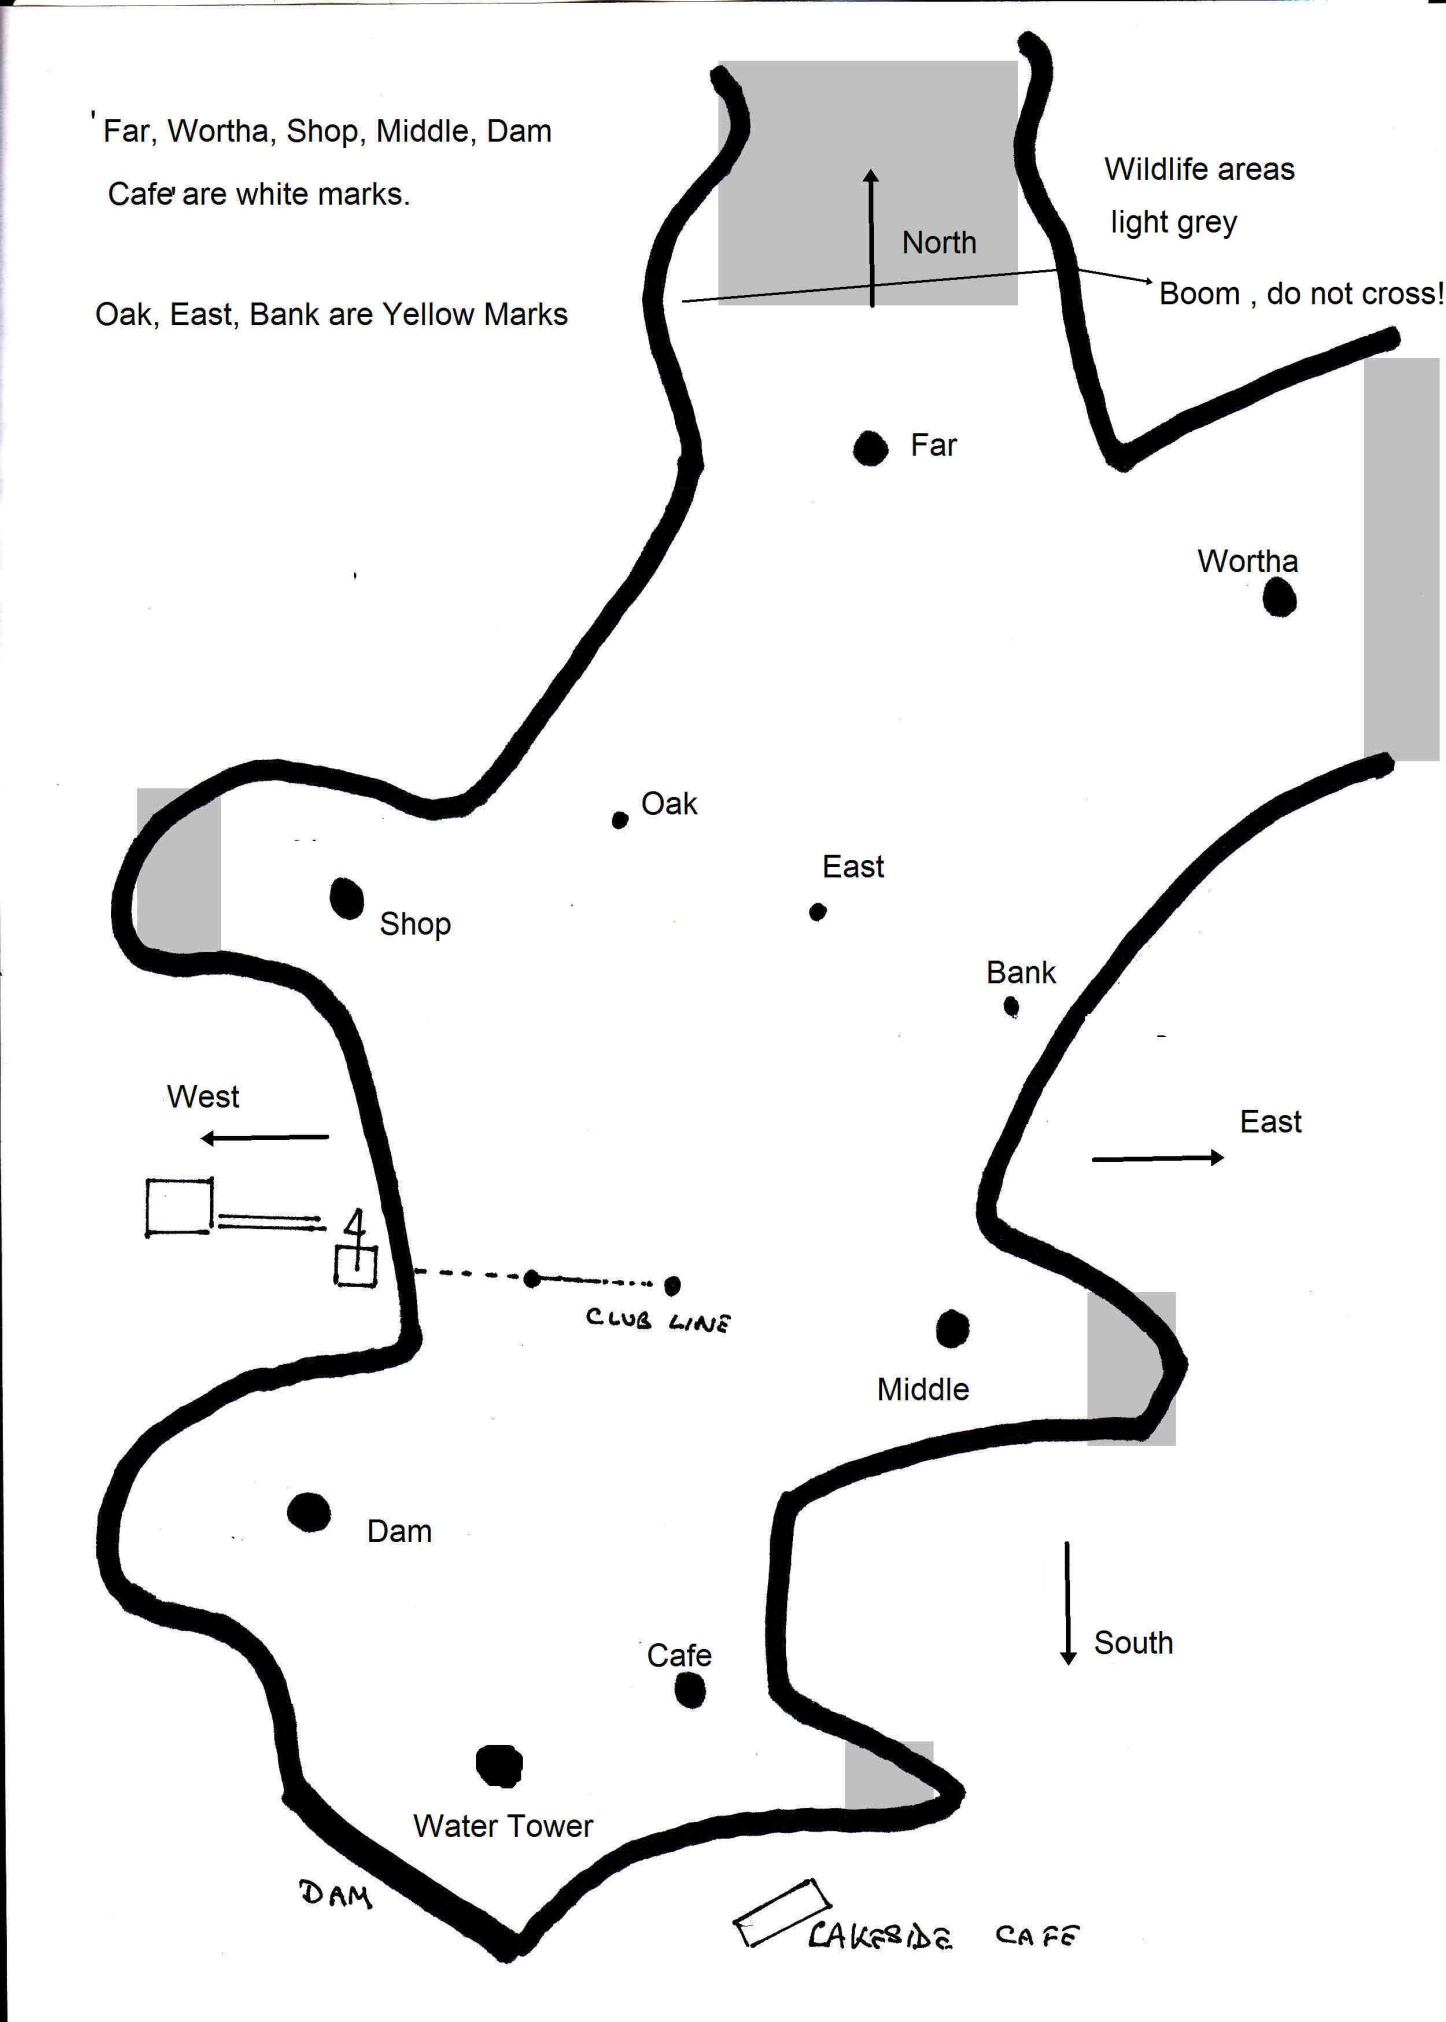 'Far, Wortha, Shop, Middle, Dam
Cafe' are white marks.
Wildlife areas
light grey
North
Boom , do not cross!
Oak, East, Bank are Yellow Marks
Far
Wortha
Oak
East
Shop
Bank
West
East
4
CLUB LINE
Middle
Dam
South
Cafe
Water Tower
DAM
LAKESIDE CAFE